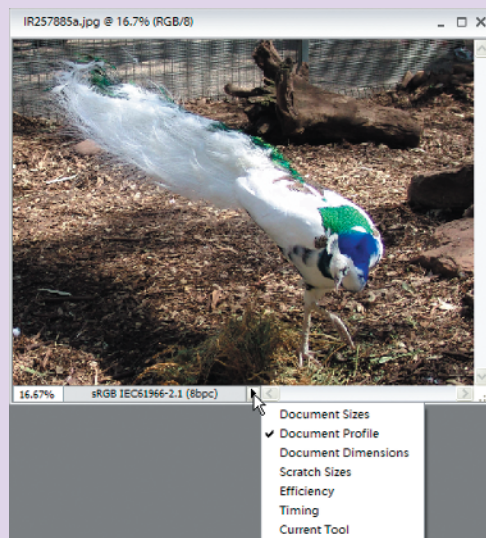 IR257885a.jpg @ 16.7% (RGB/8)
16.67%
sRGB IEC61966-2.1 (8bpc)
Document Sizes
Document Profile
Document Dimensions
Scratch Sizes
Efficiency
Timing
Current Tool